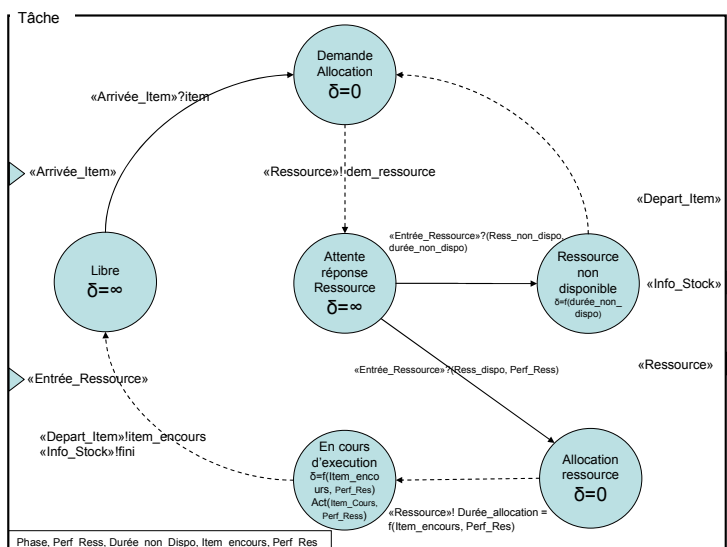 Tâche
Demande
Allocation
δ=0
«Arrivée_Item»?item
«Arrivée_Item»
«Ressource»! dem_ressource
«Depart_Item»
«Entrée_Ressource»?(Ress_non_dispo,
durée_non_dispo)
Libre
δ=∞
Attente
réponse
Ressource
δ=∞
Ressource
non
disponible
δ=f(durée_non_
dispo)
«Info_Stock»
«Ressource»
«Entrée_Ressource»
«Entrée_Ressource»?(Ress_dispo, Perf_Ress)
«Depart_Item»!item_encours
«Info_Stock»!fini
En cours
d'execution
δ=f(Item_enco
urs, Perf_Res)
Act(Item_Cours,
Perf_Ress)
Allocation
ressource
δ=0
«Ressource»! Durée_allocation =
f(Item_encours, Perf_Res)
Phase, Perf_Ress, Durée_non_Dispo, Item_encours, Perf_Res